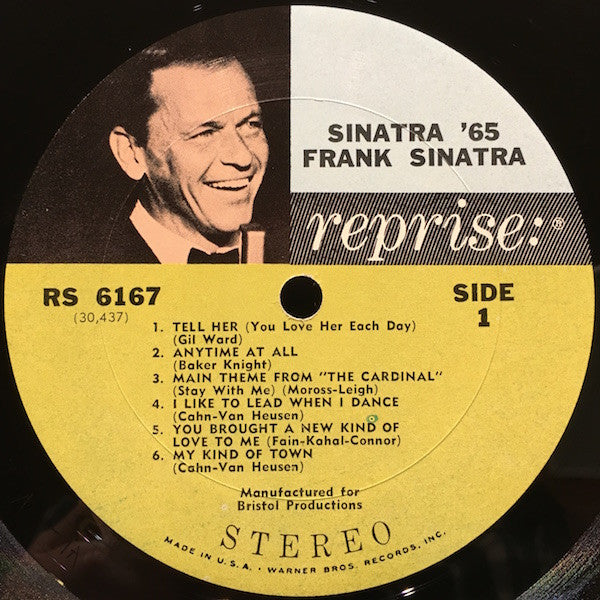 SINATRA '65
FRANK SINATRA
reprise:®
RS 6167
(30,437)
SIDE
1
1. TELL HER (You Love Her Each Day)
(Gil Ward)
2. ANYTIME AT ALL
(Baker Knight)
3. MAIN THEME FROM "THE CARDINAL"
(Stay With Me) (Moross-Leigh)
4. I LIKE TO LEAD WHEN I DANCE
(Cahn-Van Heusen)
5. YOU BROUGHT A NEW KIND OF
LOVE TO ME (Fain-Kahal-Connor)
6. MY KIND OF TOWN
(Cahn-Van Heusen)
Manufactured for
Bristol Productions
STEREO
MADE IN U.S.A. • WARNER BROS. RECORDS, INC.